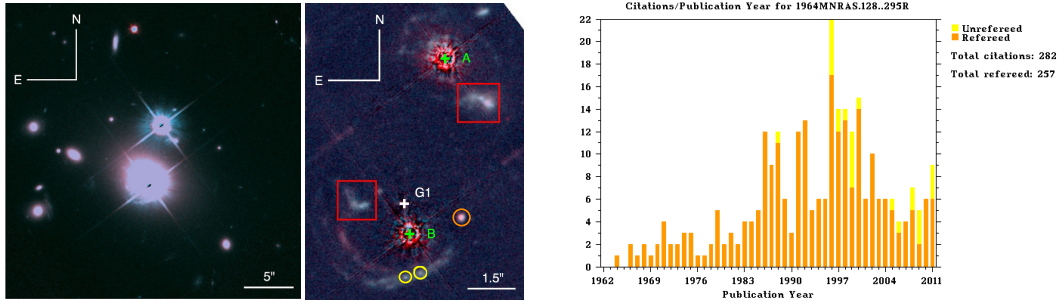 N
E
5"
N
E
A
G1
B
1.5"
Citations/Publication Year for 1964MNRAS.128..295R
22
20
18
16
14
12
10
8
6
4
2
0
1962
1969
1976
1983
1990
1997
2004
2011
Publication Year
Unrefereed
Refereed
Total citations: 282
Total refereed: 257